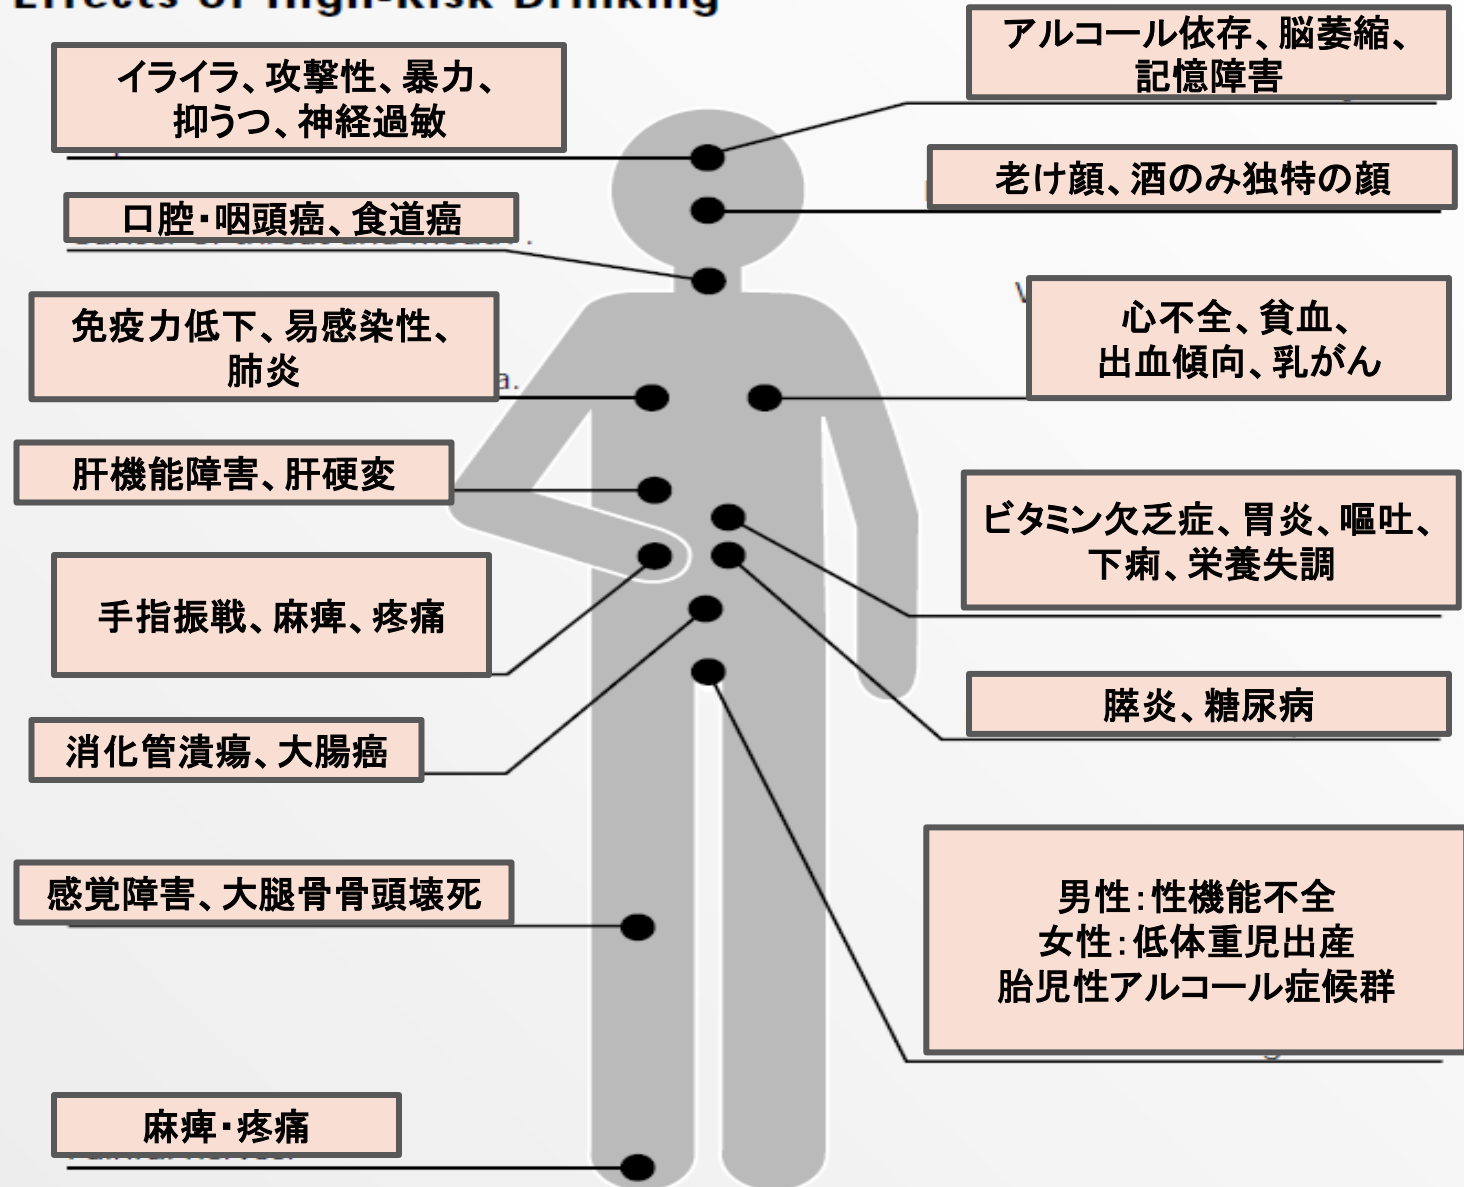 Effects of High-Risk Drinking
イライラ、攻撃性、暴力、
抑うつ、神経過敏
アルコール依存、脳萎縮、
記憶障害
老け顔、酒のみ独特の顔
口腔・咽頭癌、食道癌
免疫力低下、易感染性、
肺炎
a.
心不全、貧血、
出血傾向、乳がん
肝機能障害、肝硬変
ビタミン欠乏症、胃炎、嘔吐、
下痢、栄養失調
手指振戦、麻痺、疼痛
膵炎、糖尿病
消化管潰瘍、大腸癌
感覚障害、大腿骨骨頭壊死
男性：性機能不全
女性：低体重児出産
胎児性アルコール症候群
麻痺・疼痛